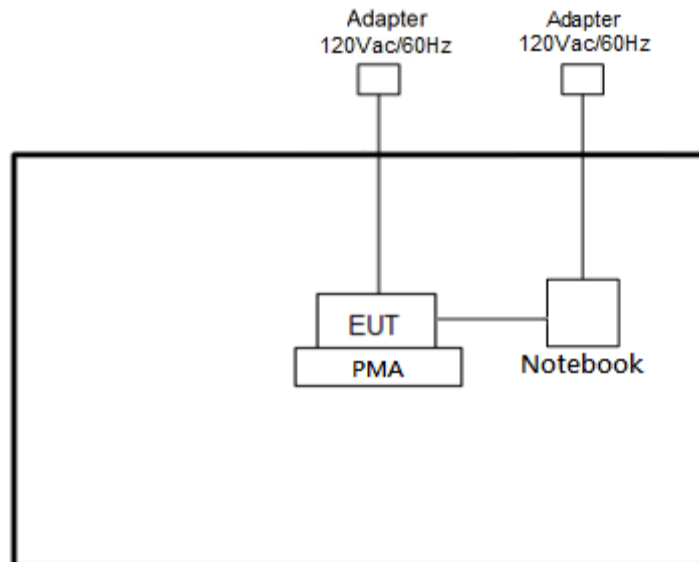 Adapter
120Vac/60Hz
Adapter
120Vac/60Hz
EUT
PMA
Notebook